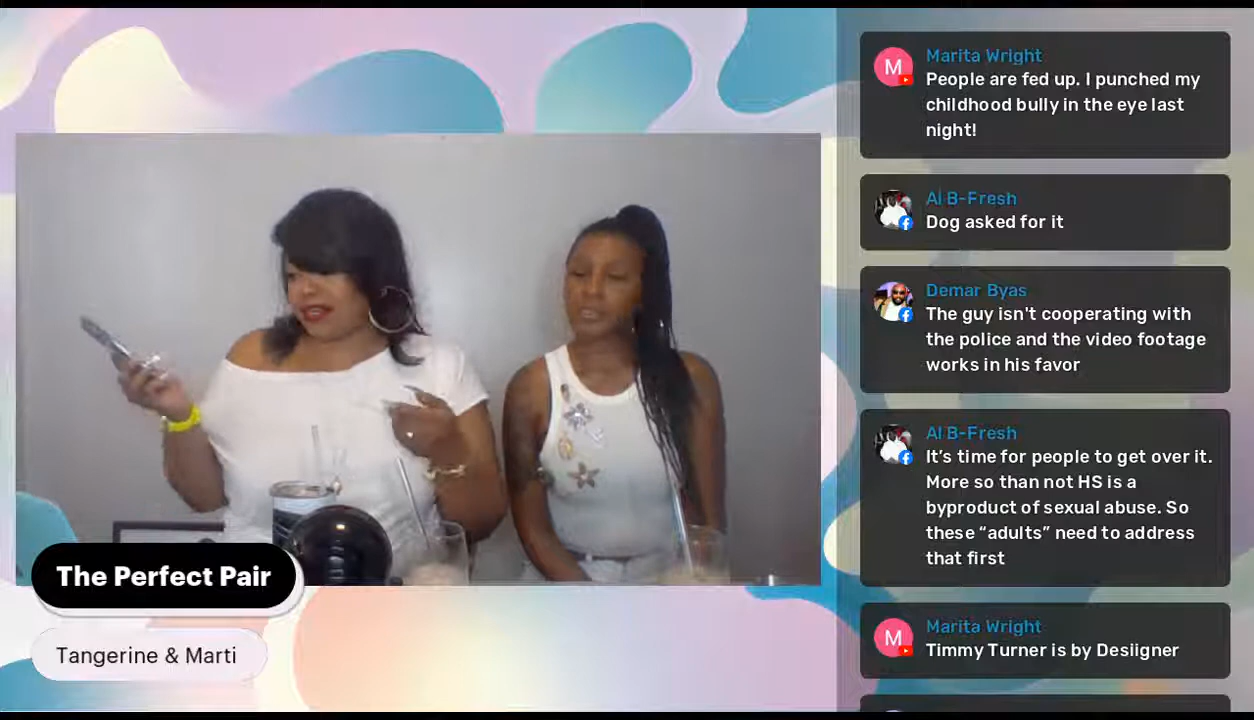 Marita Wright
M
People are fed up. I punched my
childhood bully in the eye last
night!
Al B-Fresh
Dog asked for it
Demar Byas
The guy isn't cooperating with
the police and the video footage
works in his favor
Al B-Fresh
It's time for people to get over it.
More so than not HS is a
byproduct of sexual abuse. So
these “adults” need to address
that first
Marita Wright
M
Timmy Turner is by Desiigner
The Perfect Pair
Tangerine & Marti